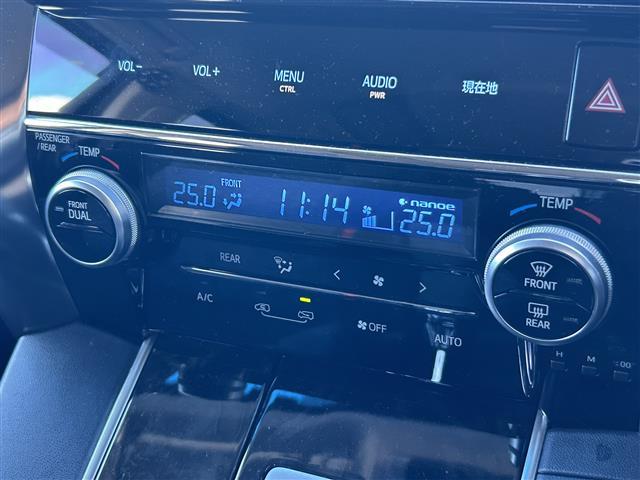 VOL− VOL+ MENU AUDIO 現在地
CTRL PWR
PASSENGER
/REAR
TEMP
FRONT
DUAL
FRONT
25.0 11:14 nanoe 25.0
TEMP
REAR < >
FRONT
REAR
A/C OFF AUTO
H M :00